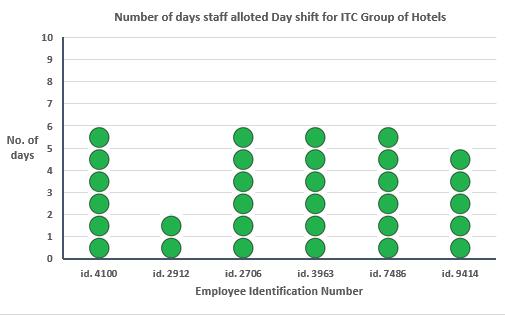 Number of days staff alloted Day shift for ITC Group of Hotels
10
9
8
7
6
5
4
3
2
1
0
No. of
days
id. 4100 id. 2912 id. 2706 id. 3963 id. 7486 id. 9414
Employee Identification Number